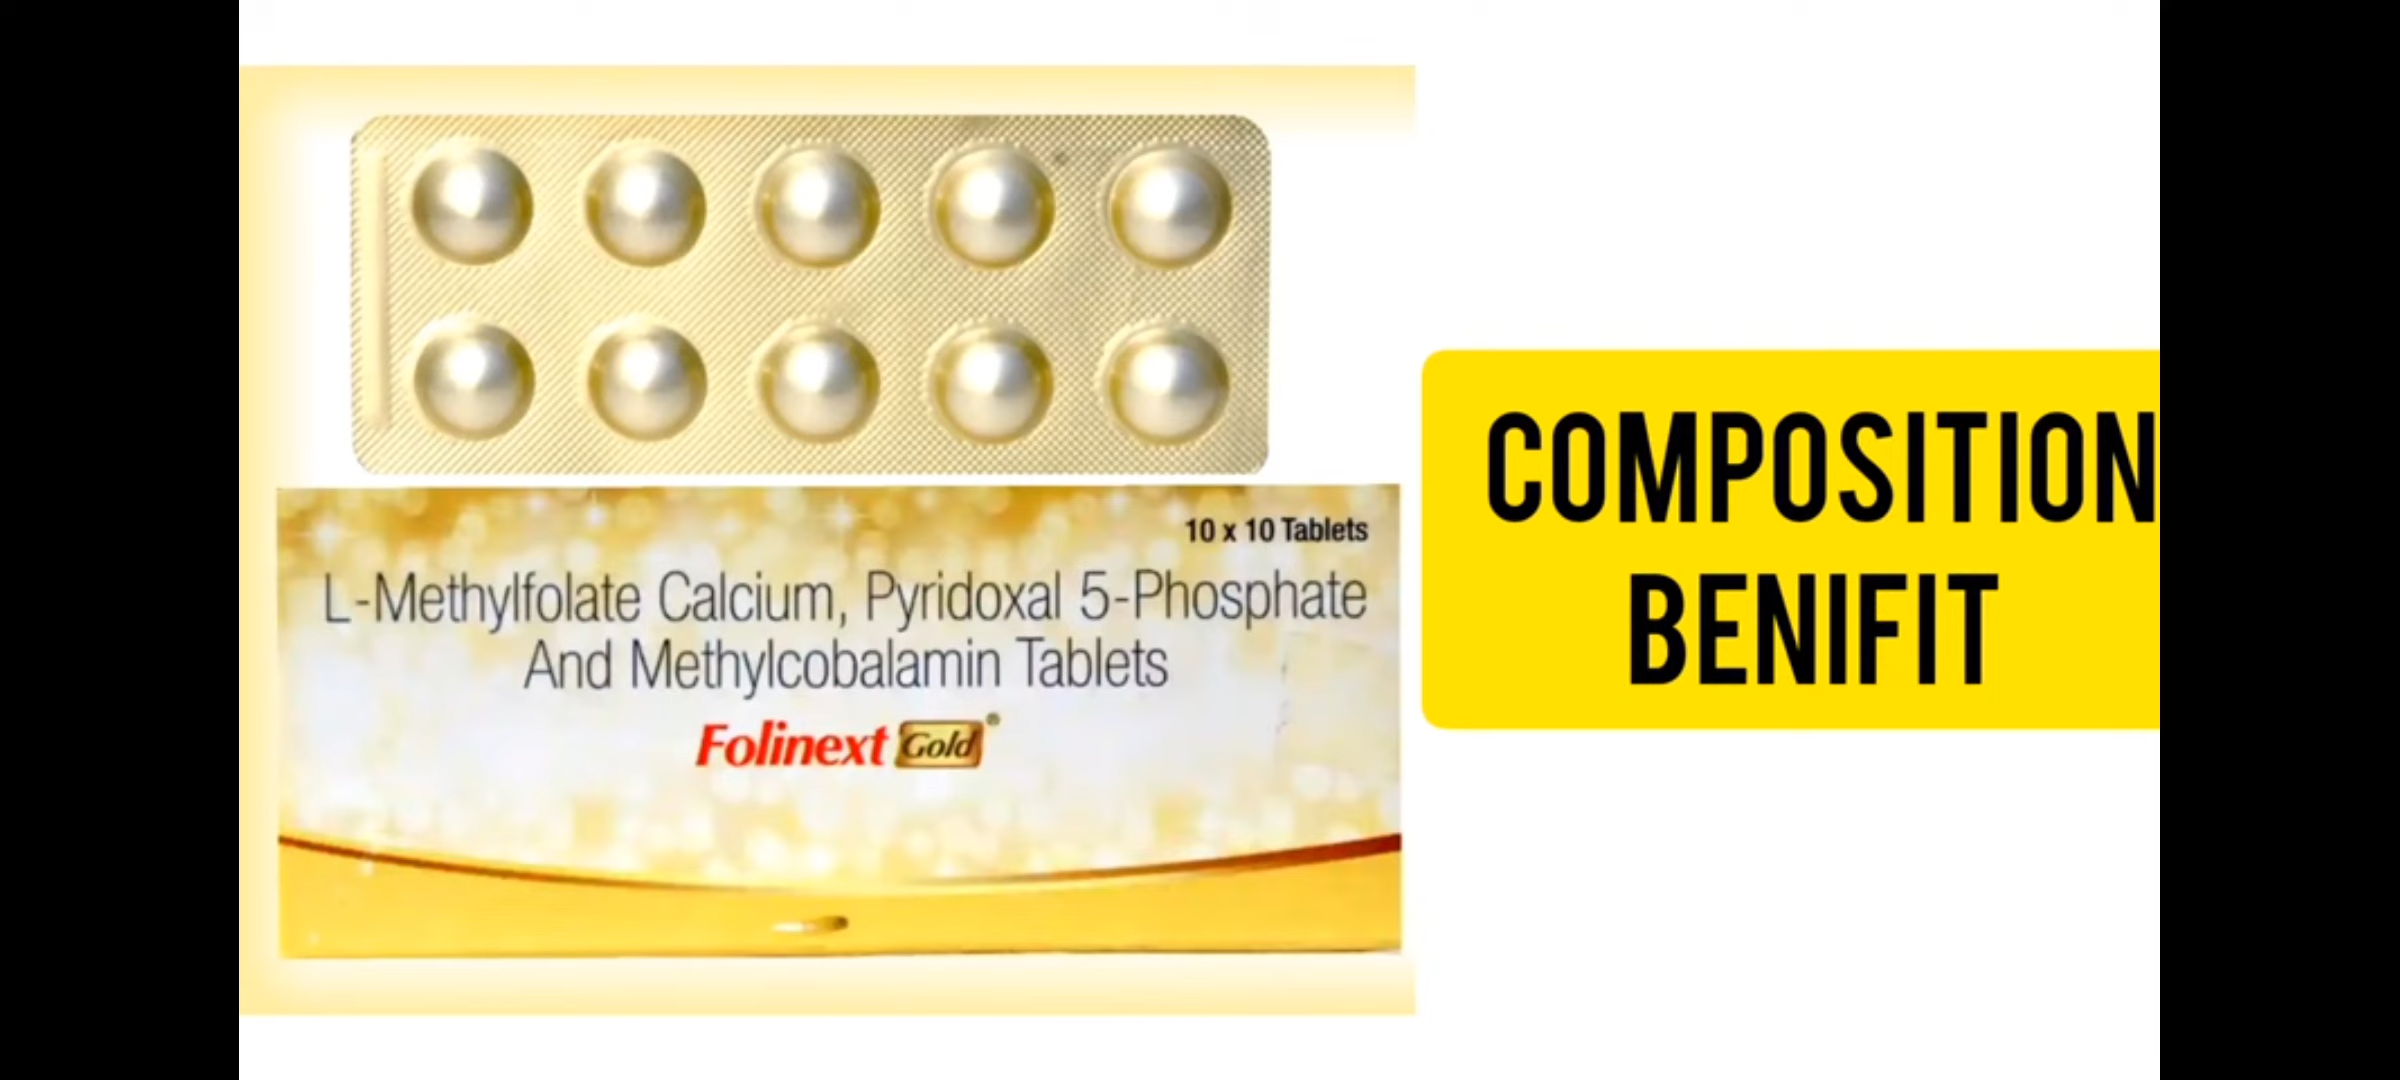 10 x 10 Tablets
L-Methylfolate Calcium, Pyridoxal 5-Phosphate
And Methylcobalamin Tablets
Folinext Gold®
COMPOSITION
BENIFIT